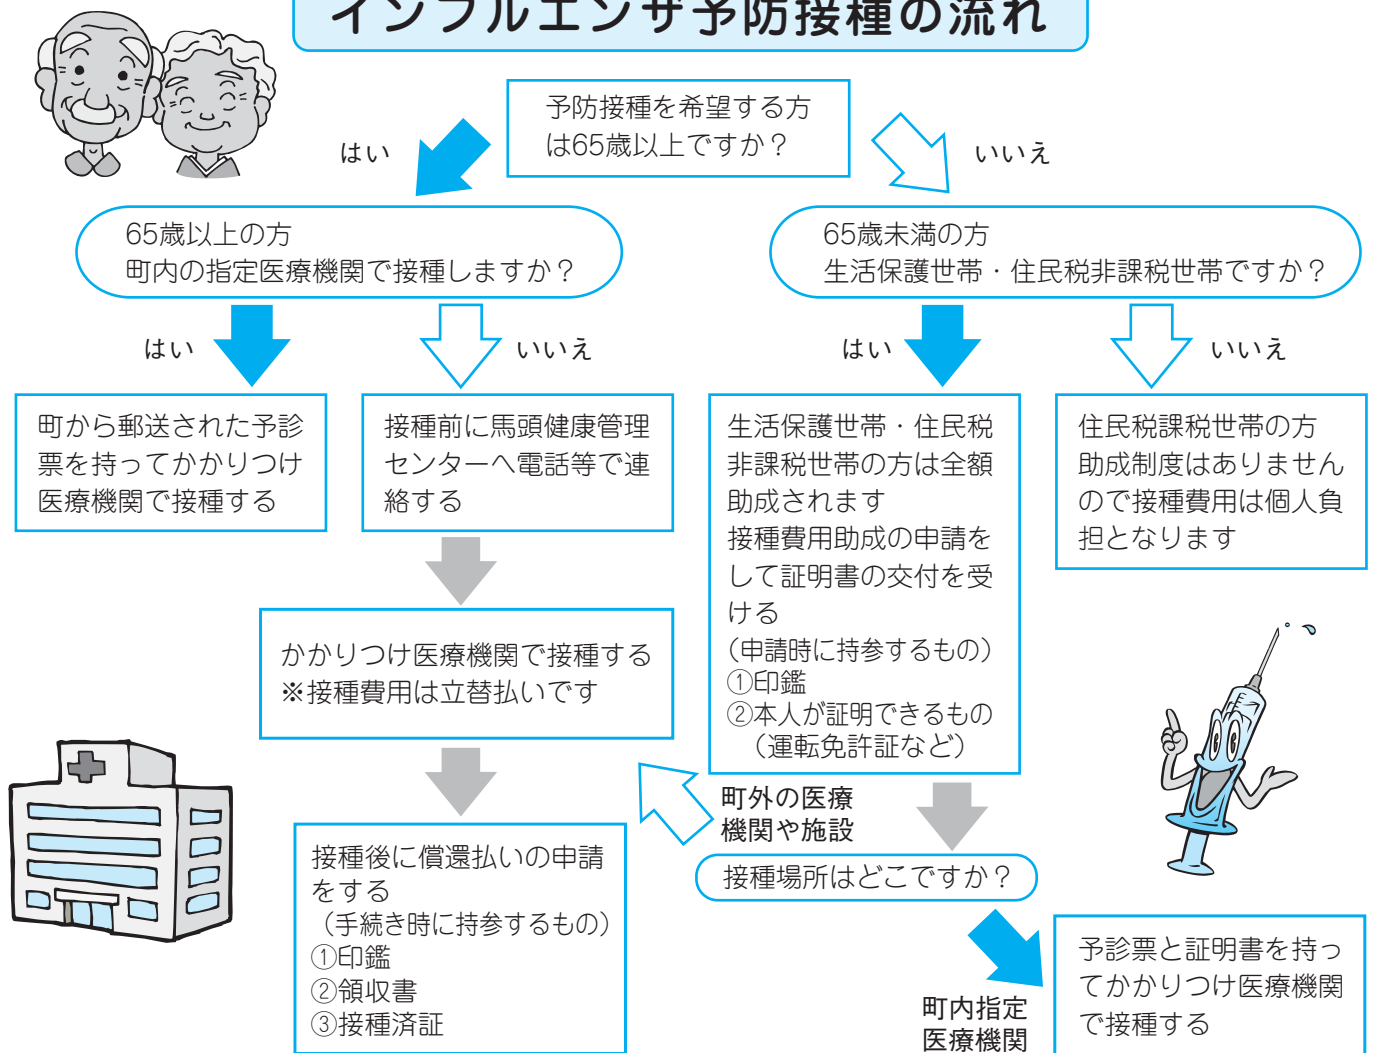 インフルエンザ予防接種の流れ
予防接種を希望する方
は65歳以上ですか？
はい
いいえ
65歳以上の方
町内の指定医療機関で接種しますか？
65歳未満の方
生活保護世帯・住民税非課税世帯ですか？
はい
いいえ
はい
いいえ
町から郵送された予診
票を持ってかかりつけ
医療機関で接種する
接種前に馬頭健康管理
センターへ電話等で連
絡する
生活保護世帯・住民税
非課税世帯の方は全額
助成されます
接種費用助成の申請を
して証明書の交付を受
ける
（申請時に持参するもの）
①印鑑
②本人が証明できるもの
（運転免許証など）
住民税課税世帯の方
助成制度はありません
ので接種費用は個人負
担となります
かかりつけ医療機関で接種する
※接種費用は立替払いです
町外の医療
機関や施設
接種場所はどこですか？
接種後に償還払いの申請
をする
（手続き時に持参するもの）
①印鑑
②領収書
③接種済証
町内指定
医療機関
予診票と証明書を持っ
てかかりつけ医療機関
で接種する